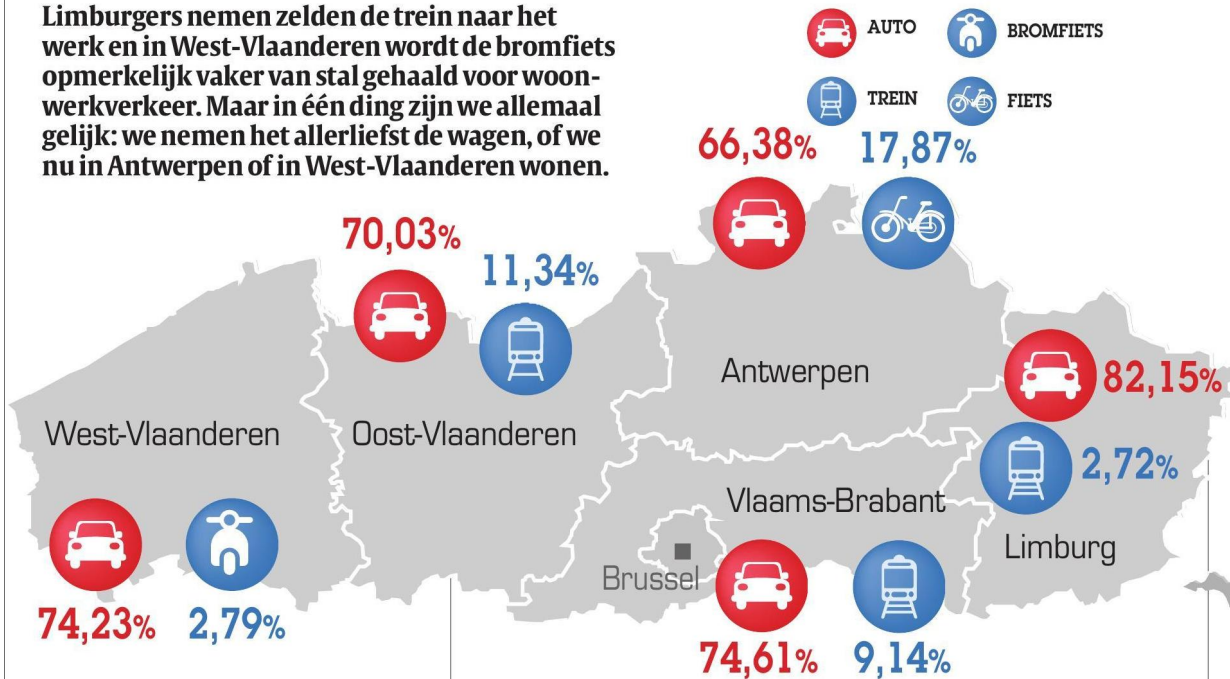 Limburgers nemen zelden de trein naar het
werk en in West-Vlaanderen wordt de bromfiets
opmerkelijk vaker van stal gehaald voor woon-
werkverkeer. Maar in één ding zijn we allemaal
gelijk: we nemen het allerliefst de wagen, of we
nu in Antwerpen of in West-Vlaanderen wonen.
AUTO
BROMFIETS
TREIN
FIETS
66,38%
17,87%
70,03%
11,34%
Antwerpen
82,15%
West-Vlaanderen
Oost-Vlaanderen
2,72%
Vlaams-Brabant
Limburg
Brussel
74,23%
2,79%
74,61%
9,14%